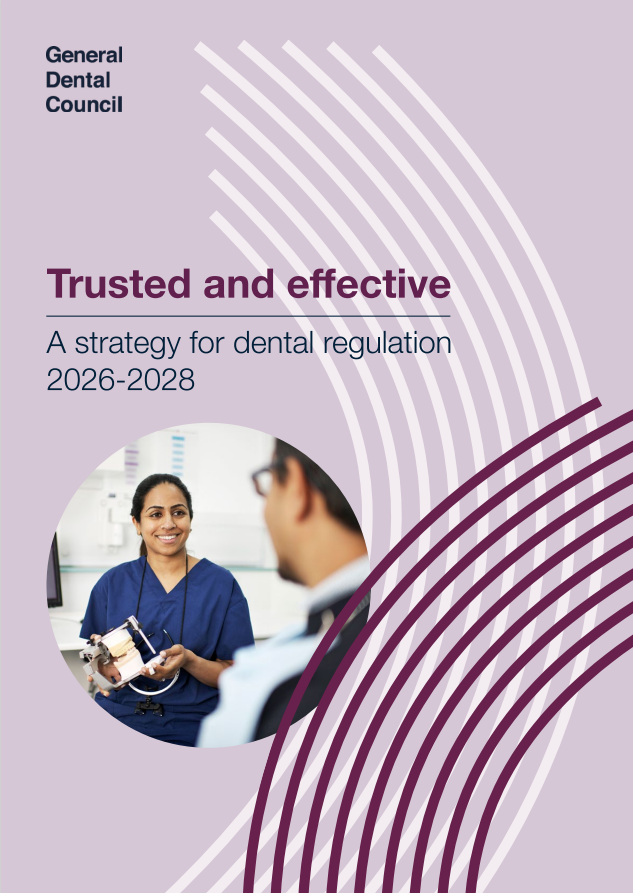 General
Dental
Council
Trusted and effective
A strategy for dental regulation
2026-2028